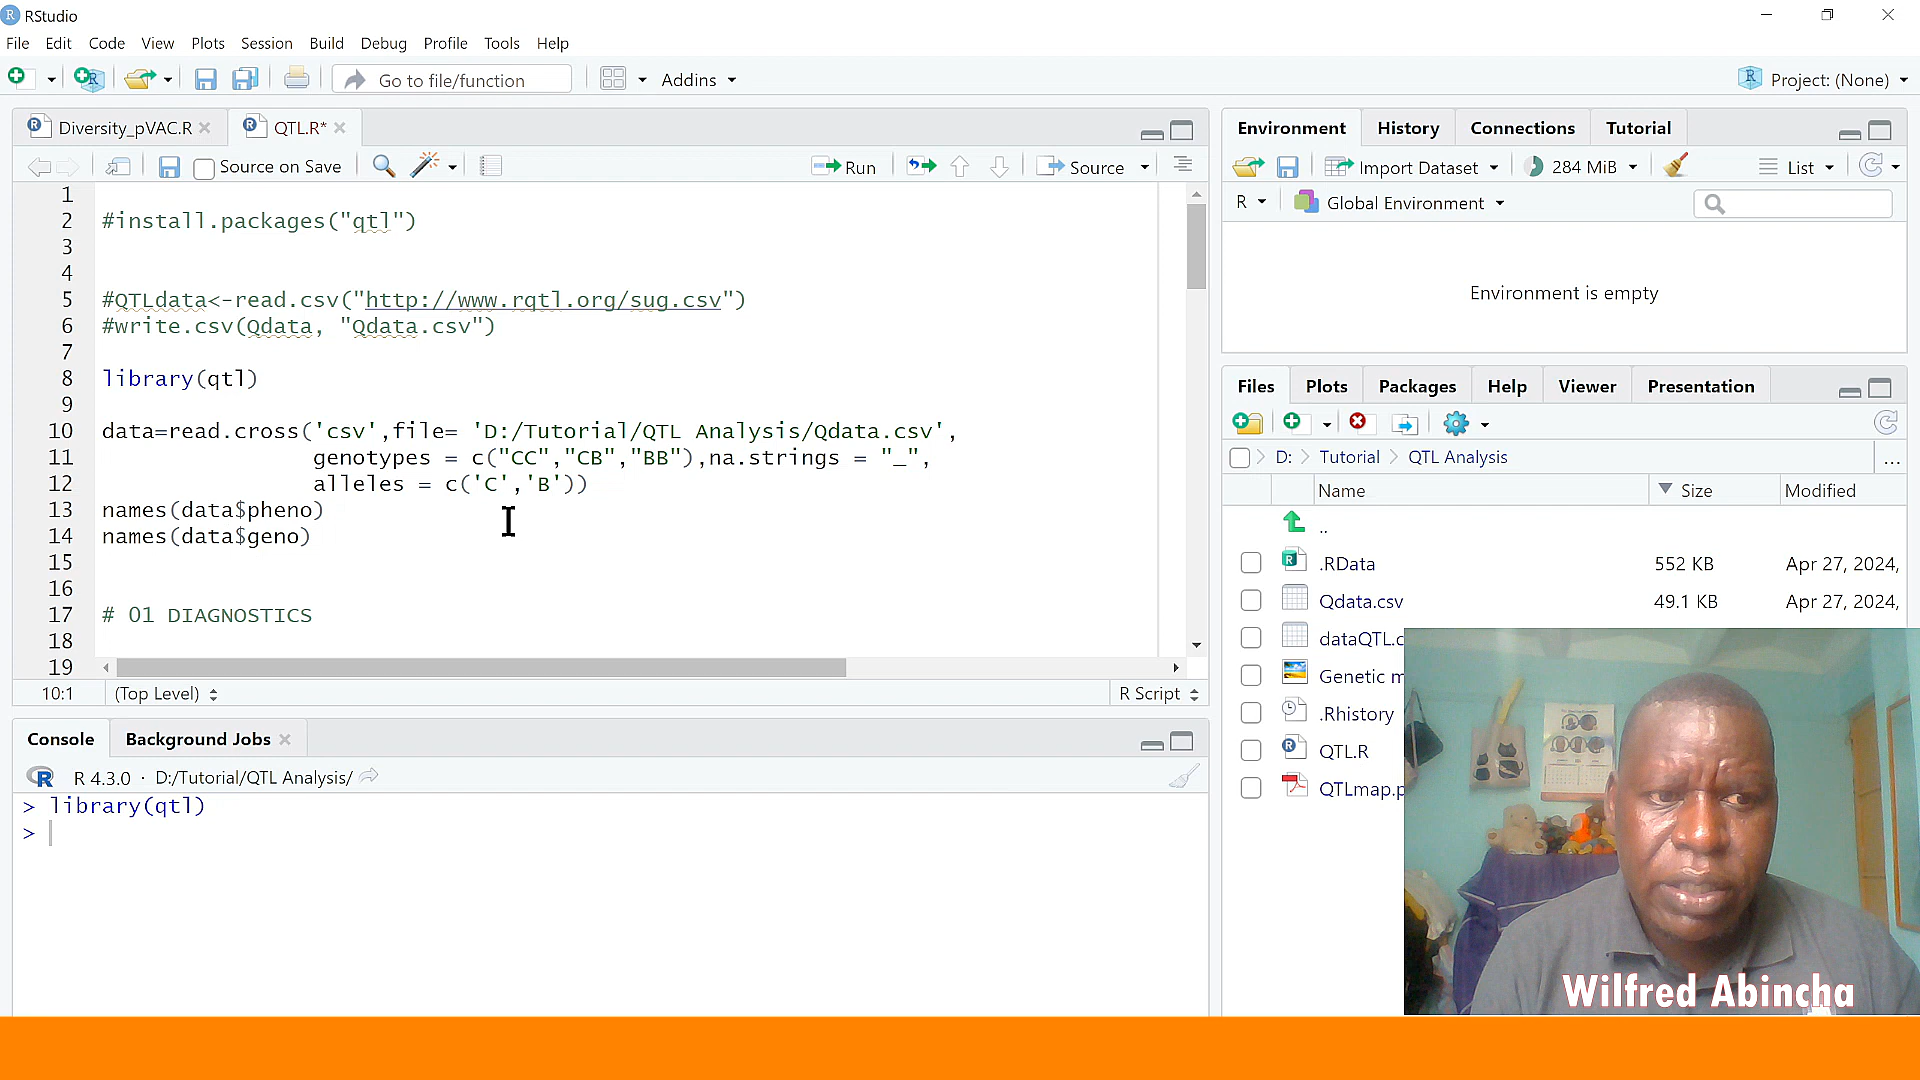 RStudio
File Edit Code View Plots Session Build Debug Profile Tools Help
Go to file/function Addins Project: (None)
Diversity_pVAC.R QTL.R*
Source on Save Run Source
1
2 #install.packages("qtl")
3
4
5 #QTLdata<-read.csv("http://www.rqtl.org/sug.csv")
6 #write.csv(Qdata, "Qdata.csv")
7
8 library(qtl)
9
10 data=read.cross('csv',file= 'D:/Tutorial/QTL Analysis/Qdata.csv',
11 genotypes = c("CC","CB","BB"),na.strings = "_",
12 alleles = c('C','B'))
13 names(data$pheno)
14 names(data$geno)
15
16
17 # 01 DIAGNOSTICS
18
19
10:1 (Top Level) R Script
Console Background Jobs
R 4.3.0 · D:/Tutorial/QTL Analysis/
> library(qtl)
>
Environment History Connections Tutorial
Import Dataset 284 MiB List
R Global Environment
Environment is empty
Files Plots Packages Help Viewer Presentation
D: Tutorial QTL Analysis ...
Name Size Modified
..
.RData 552 KB Apr 27, 2024,
Qdata.csv 49.1 KB Apr 27, 2024,
dataQTL.c
Genetic m
.Rhistory
QTL.R
QTLmap.p
Wilfred Abincha